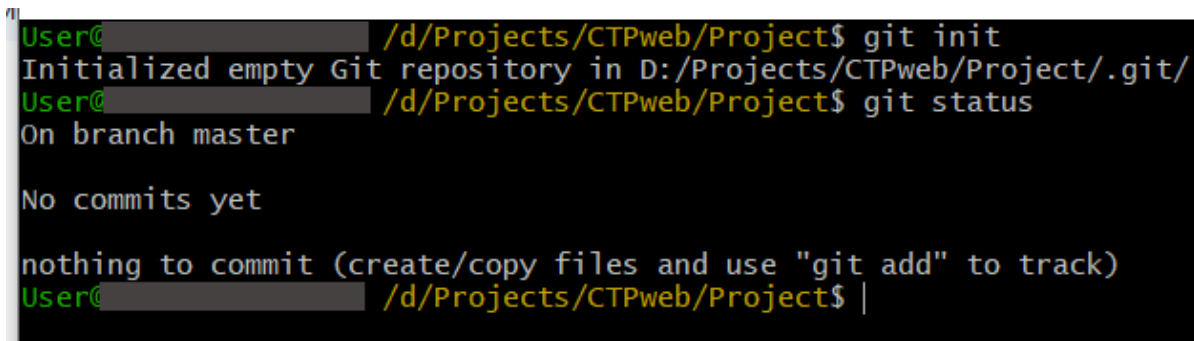 User@ /d/Projects/CTPweb/Project$ git init
Initialized empty Git repository in D:/Projects/CTPweb/Project/.git/
User@ /d/Projects/CTPweb/Project$ git status
On branch master
No commits yet
nothing to commit (create/copy files and use "git add" to track)
User@ /d/Projects/CTPweb/Project$